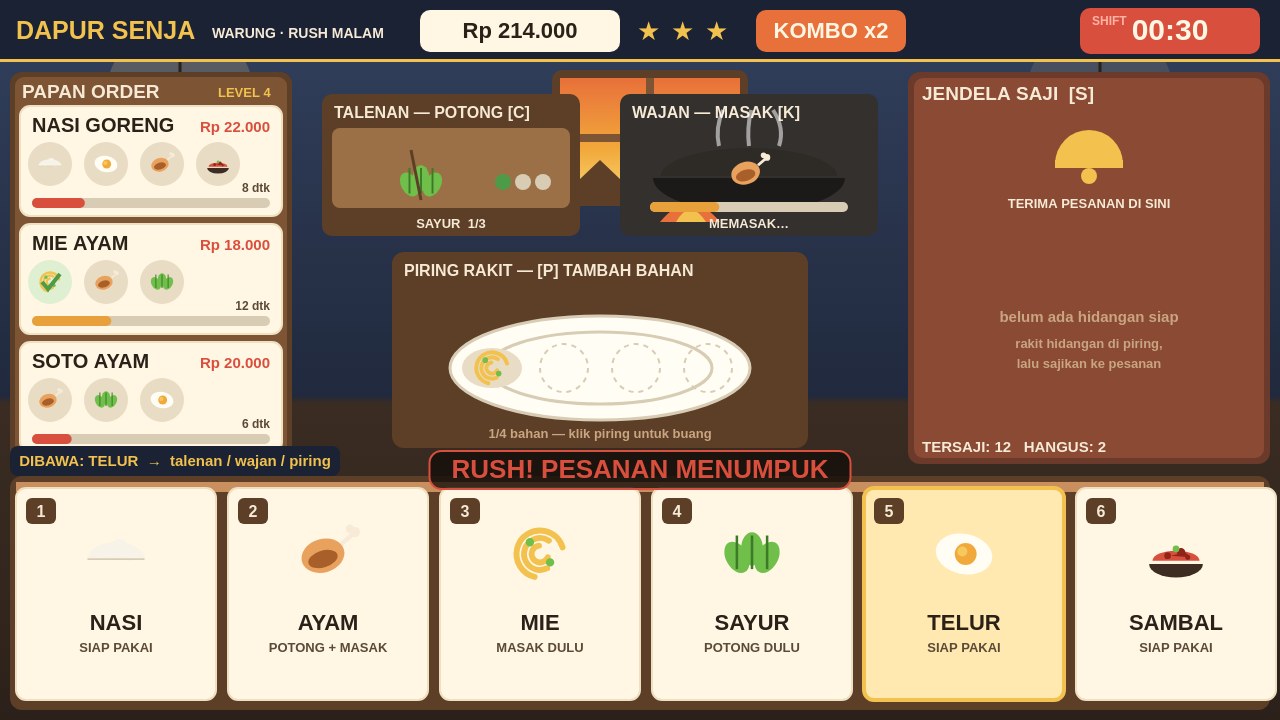 DAPUR SENJA WARUNG · RUSH MALAM
Rp 214.000
★ ★ ★
KOMBO x2
SHIFT 00:30
PAPAN ORDER LEVEL 4
NASI GORENG Rp 22.000
8 dtk
MIE AYAM Rp 18.000
12 dtk
SOTO AYAM Rp 20.000
6 dtk
TALENAN — POTONG [C]
SAYUR 1/3
WAJAN — MASAK [K]
MEMASAK...
PIRING RAKIT — [P] TAMBAH BAHAN
1/4 bahan — klik piring untuk buang
JENDELA SAJI [S]
TERIMA PESANAN DI SINI
belum ada hidangan siap
rakit hidangan di piring,
lalu sajikan ke pesanan
TERSAJI: 12 HANGUS: 2
DIBAWA: TELUR → talenan / wajan / piring
RUSH! PESANAN MENUMPUK
1
NASI
SIAP PAKAI
2
AYAM
POTONG + MASAK
3
MIE
MASAK DULU
4
SAYUR
POTONG DULU
5
TELUR
SIAP PAKAI
6
SAMBAL
SIAP PAKAI